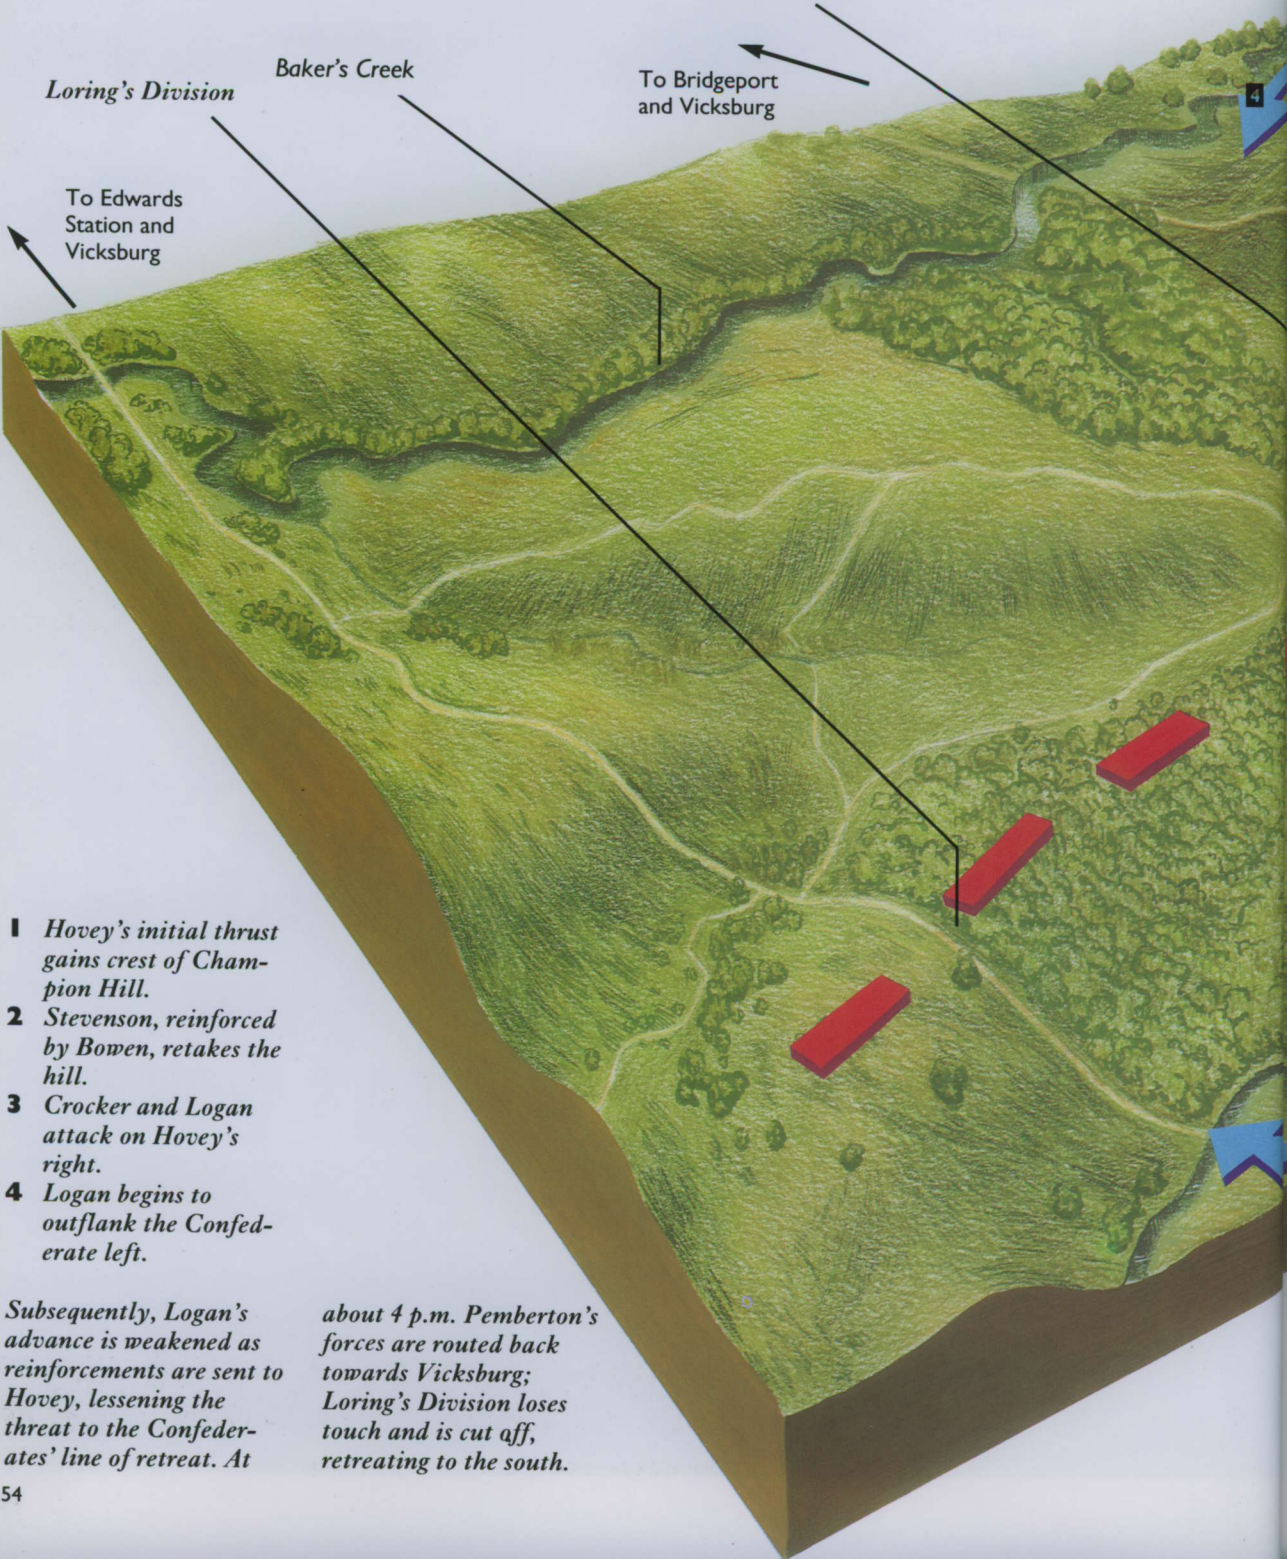 Loring's Division
Baker's Creek
To Bridgeport
and Vicksburg
4
To Edwards
Station and
Vicksburg
1 Hovey's initial thrust
gains crest of Cham-
pion Hill.
2 Stevenson, reinforced
by Bowen, retakes the
hill.
3 Crocker and Logan
attack on Hovey's
right.
4 Logan begins to
outflank the Confed-
erate left.
Subsequently, Logan's
advance is weakened as
reinforcements are sent to
Hovey, lessening the
threat to the Confeder-
ates' line of retreat. At
about 4 p.m. Pemberton's
forces are routed back
towards Vicksburg;
Loring's Division loses
touch and is cut off,
retreating to the south.
54